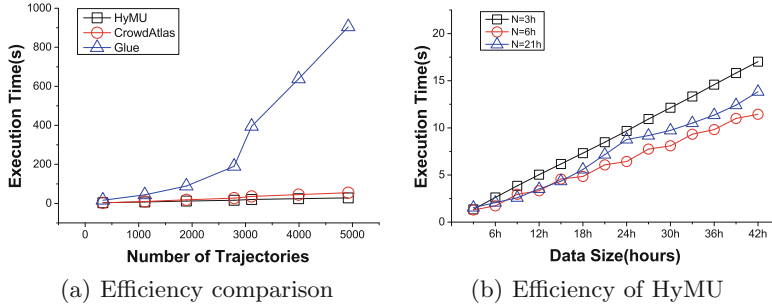 1000
800
600
400
200
0
Execution Time(s)
HyMU
CrowdAtlas
Glue
0 1000 2000 3000 4000 5000
Number of Trajectories
(a) Efficiency comparison
20
15
10
5
0
Execution Time(s)
N=3h
N=6h
N=21h
6h 12h 18h 24h 30h 36h 42h
Data Size(hours)
(b) Efficiency of HyMU